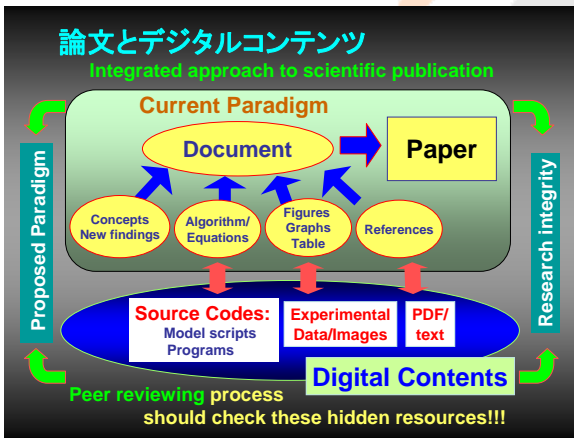 論文とデジタルコンテンツ
Integrated approach to scientific publication
Current Paradigm
Document
Paper
Concepts
New findings
Algorithm/
Equations
Figures
Graphs
Table
References
Proposed Paradigm
Research integrity
Source Codes:
Model scripts
Programs
Experimental
Data/Images
PDF/
text
Digital Contents
Peer reviewing process
should check these hidden resources!!!